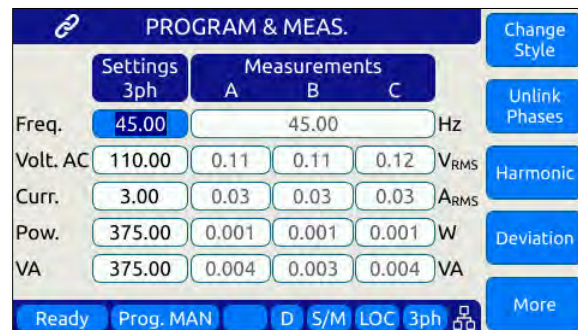 PROGRAM & MEAS.
Change
Style
Settings
3ph
Measurements
A B C
Unlink
Phases
Freq. 45.00 45.00 Hz
Volt. AC 110.00 0.11 0.11 0.12 VRMS
Harmonic
Curr. 3.00 0.03 0.03 0.03 ARMS
Pow. 375.00 0.001 0.001 0.001 W
Deviation
VA 375.00 0.004 0.003 0.004 VA
More
Ready Prog. MAN D S/M LOC 3ph